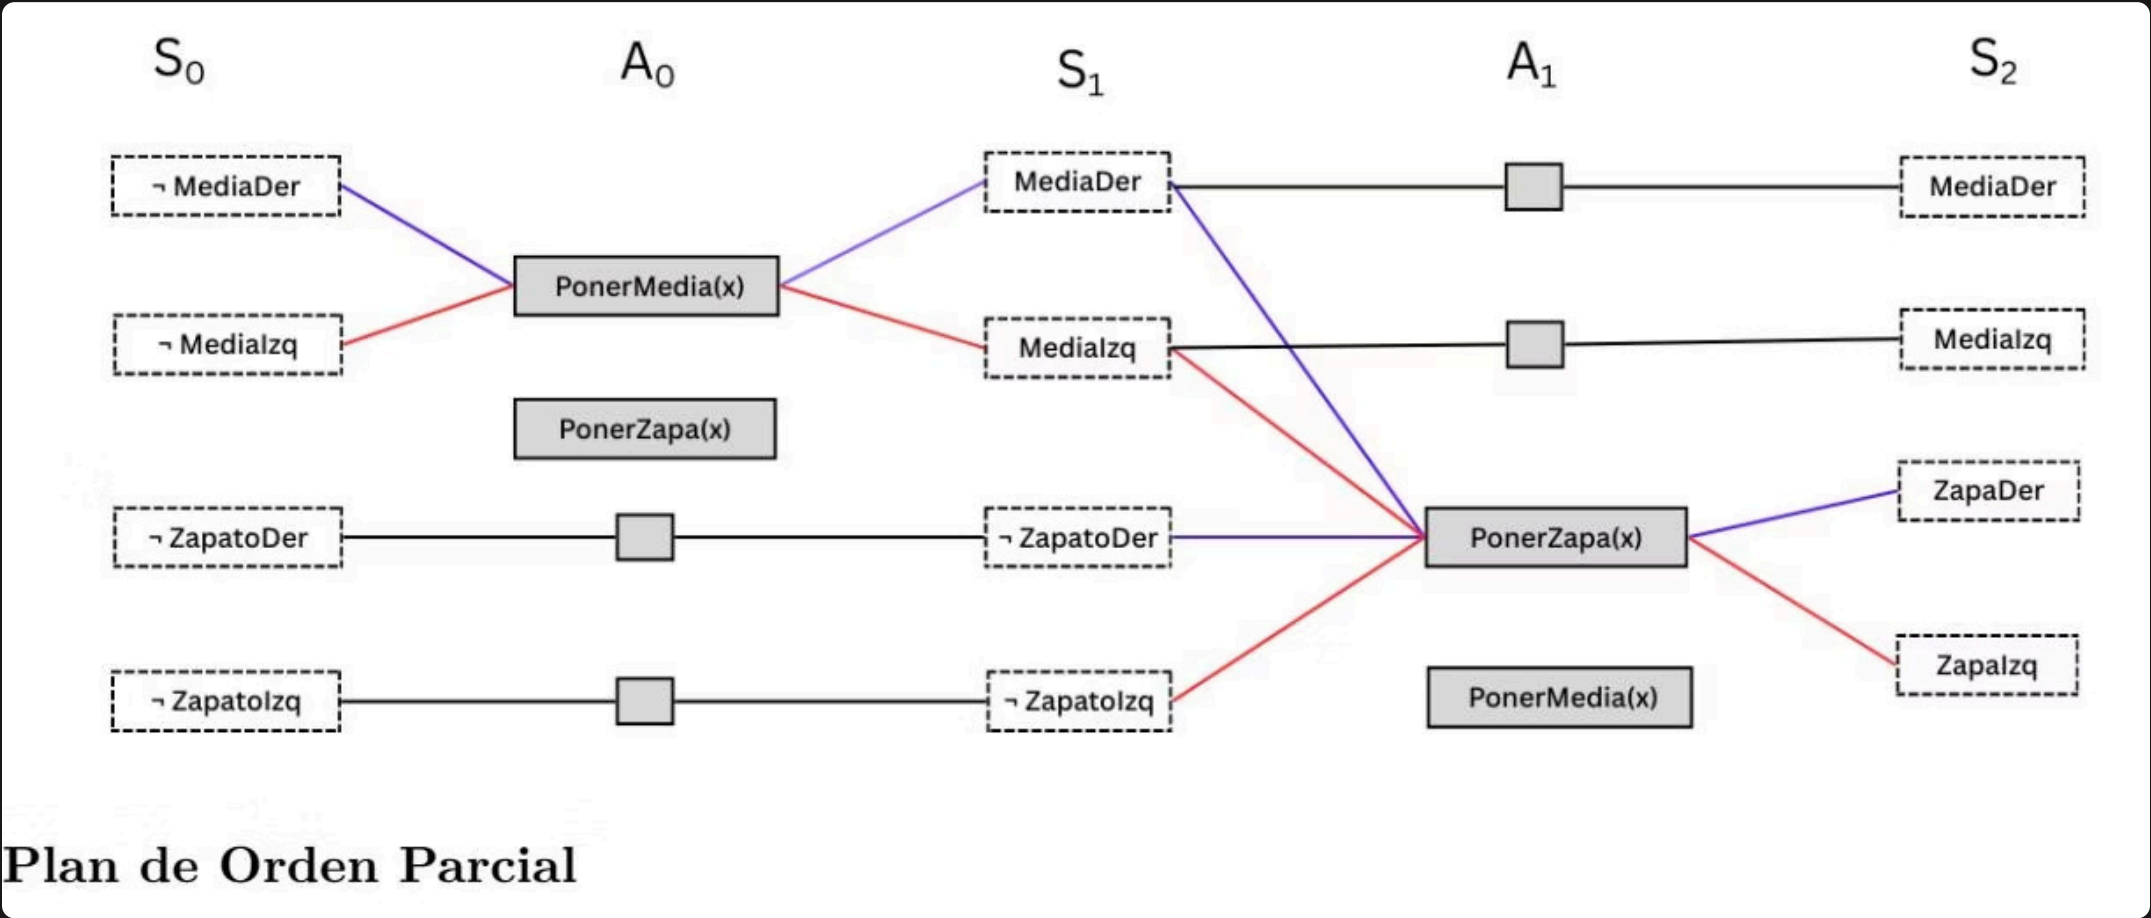 S₀ A₀ S₁ A₁ S₂
¬ MediaDer MediaDer MediaDer
PonerMedia(x)
¬ MediaIzq MediaIzq MediaIzq
PonerZapa(x) ZapaDer
¬ ZapatoDer ¬ ZapatoDer PonerZapa(x)
ZapaIzq
¬ ZapatoIzq ¬ ZapatoIzq PonerMedia(x)
Plan de Orden Parcial